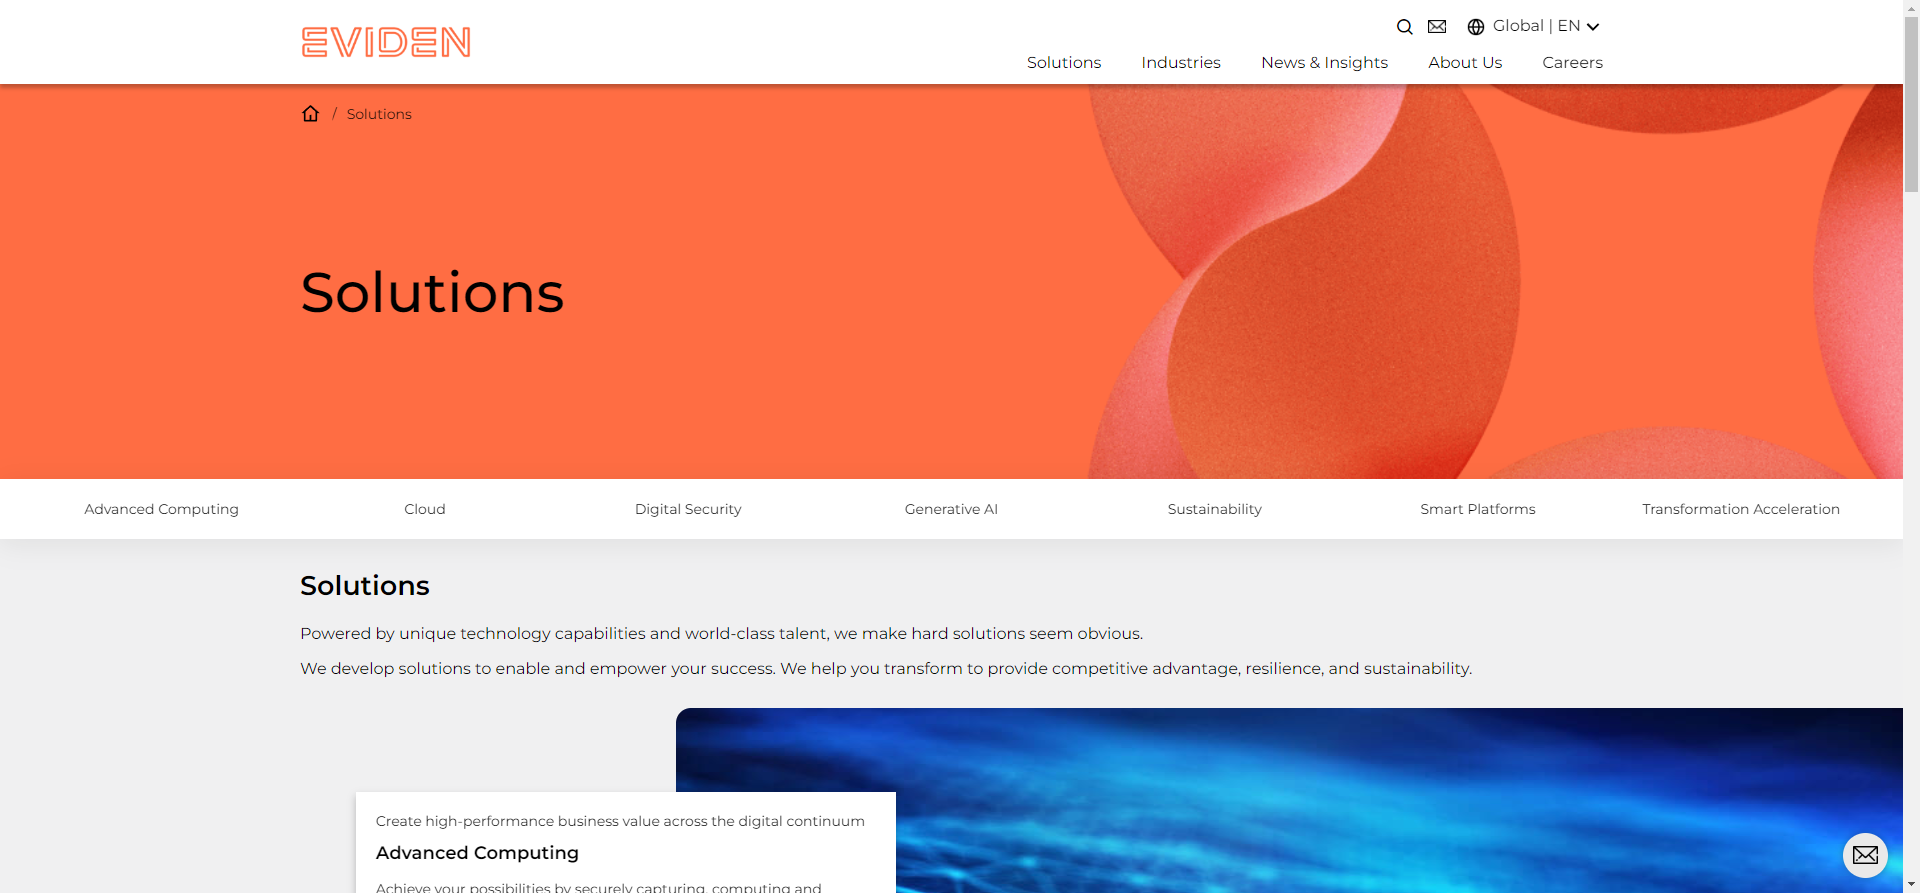 EVIDEN
Global | EN
Solutions
Industries
News & Insights
About Us
Careers
/ Solutions
Solutions
Advanced Computing
Cloud
Digital Security
Generative AI
Sustainability
Smart Platforms
Transformation Acceleration
Solutions
Powered by unique technology capabilities and world-class talent, we make hard solutions seem obvious.
We develop solutions to enable and empower your success. We help you transform to provide competitive advantage, resilience, and sustainability.
Create high-performance business value across the digital continuum
Advanced Computing
Achieve your possibilities by securely capturing, computing and